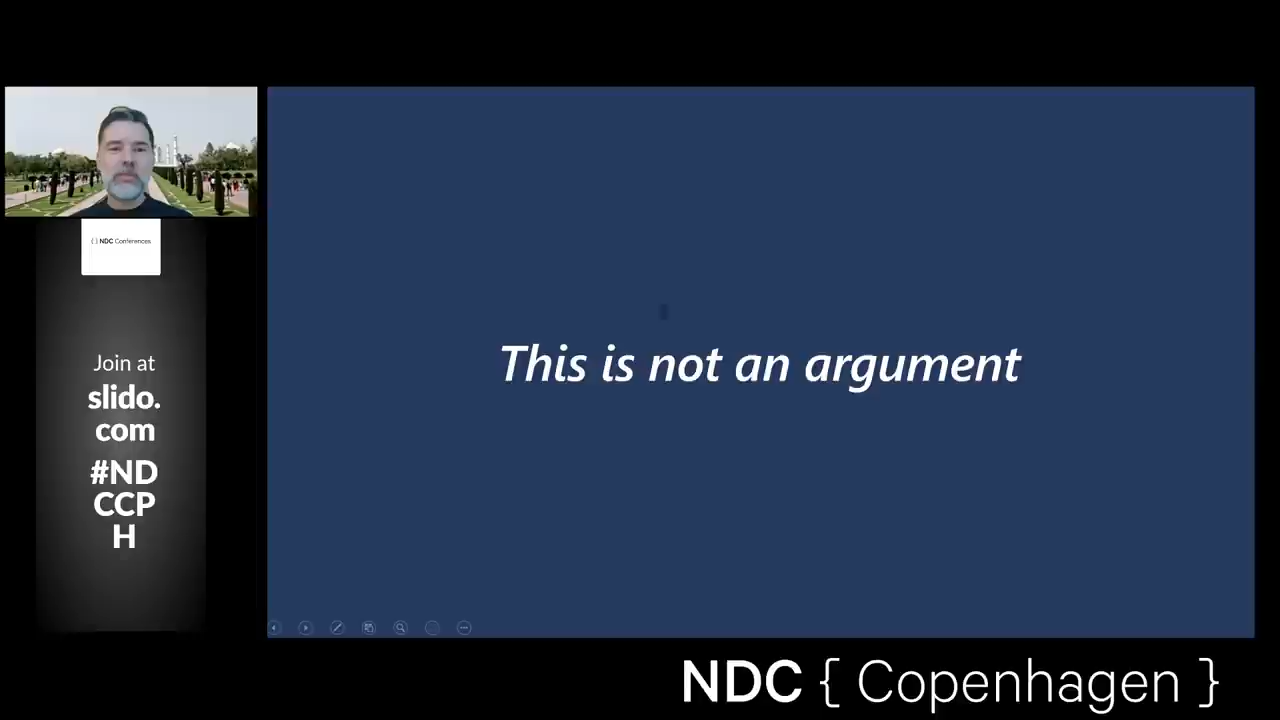 { } NDC Conferences
Join at
slido.
com
#ND
CCP
H
This is not an argument
NDC { Copenhagen }